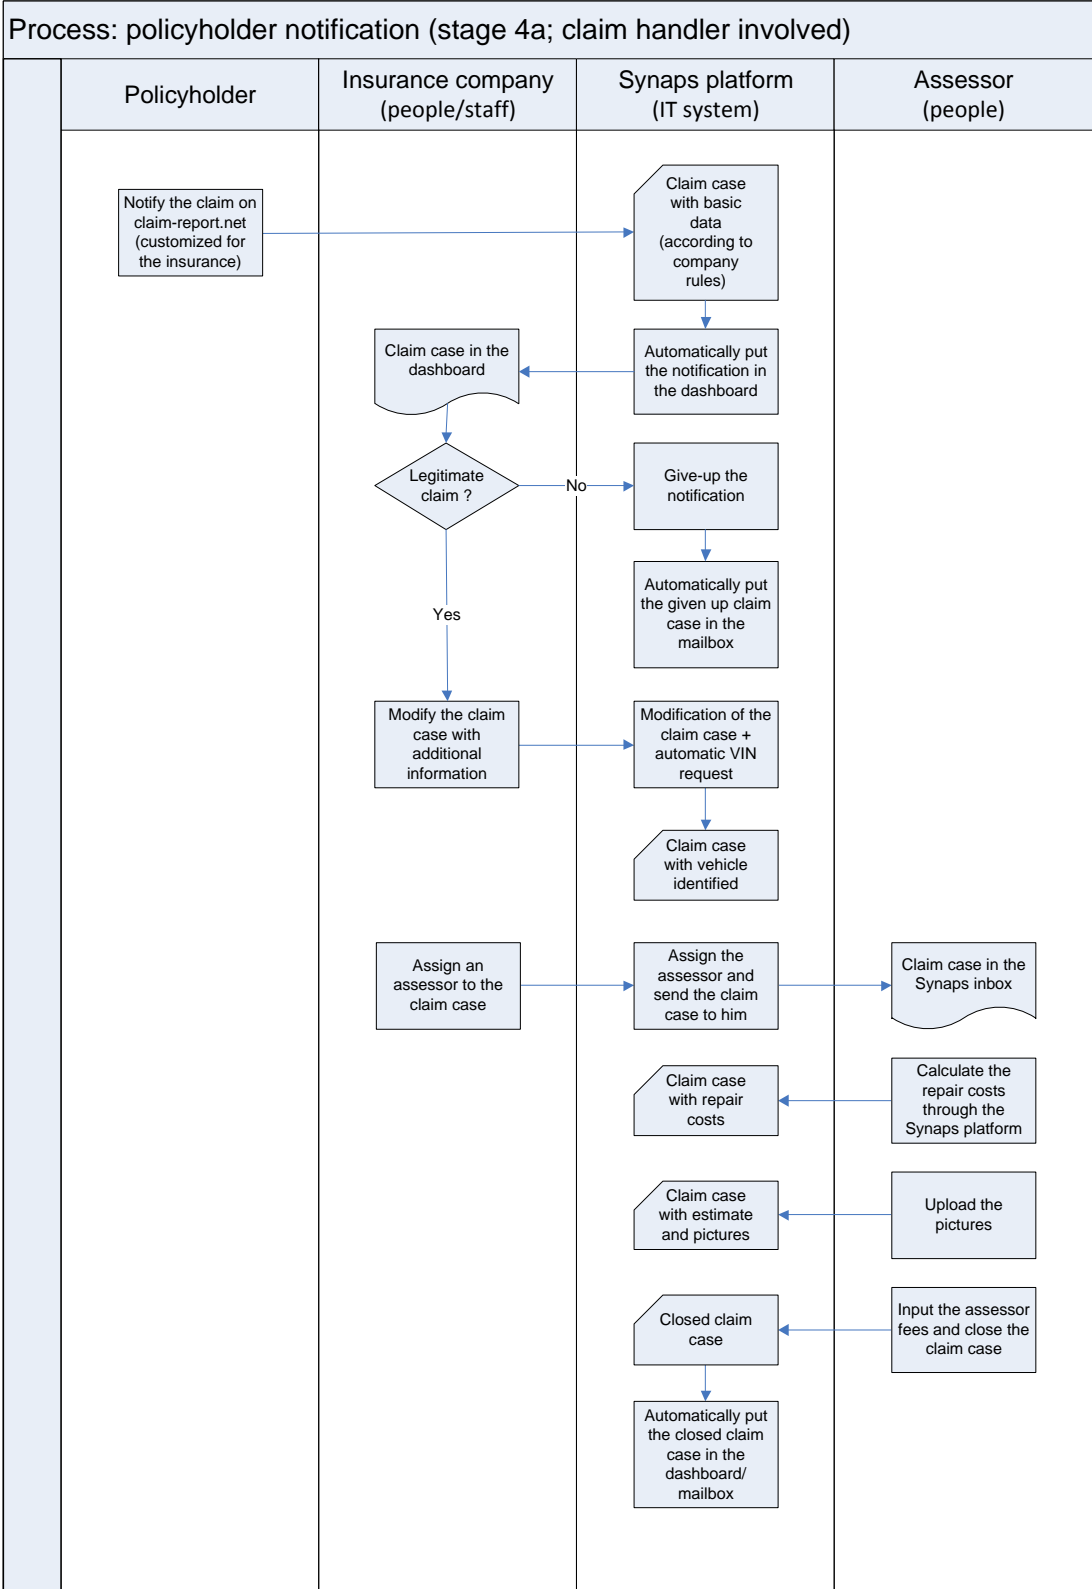 Process: policyholder notification (stage 4a; claim handler involved)
Policyholder
Insurance company
(people/staff)
Synaps platform
(IT system)
Assessor
(people)
Notify the claim on
claim-report.net
(customized for
the insurance)
Claim case
with basic
data
(according to
company
rules)
Claim case in the
dashboard
Automatically put
the notification in
the dashboard
Legitimate
claim ?
No
Give-up the
notification
Automatically put
the given up claim
case in the
mailbox
Yes
Modify the claim
case with
additional
information
Modification of the
claim case +
automatic VIN
request
Claim case
with vehicle
identified
Assign an
assessor to the
claim case
Assign the
assessor and
send the claim
case to him
Claim case in the
Synaps inbox
Claim case
with repair
costs
Calculate the
repair costs
through the
Synaps platform
Claim case
with estimate
and pictures
Upload the
pictures
Closed claim
case
Input the assessor
fees and close the
claim case
Automatically put
the closed claim
case in the
dashboard/
mailbox